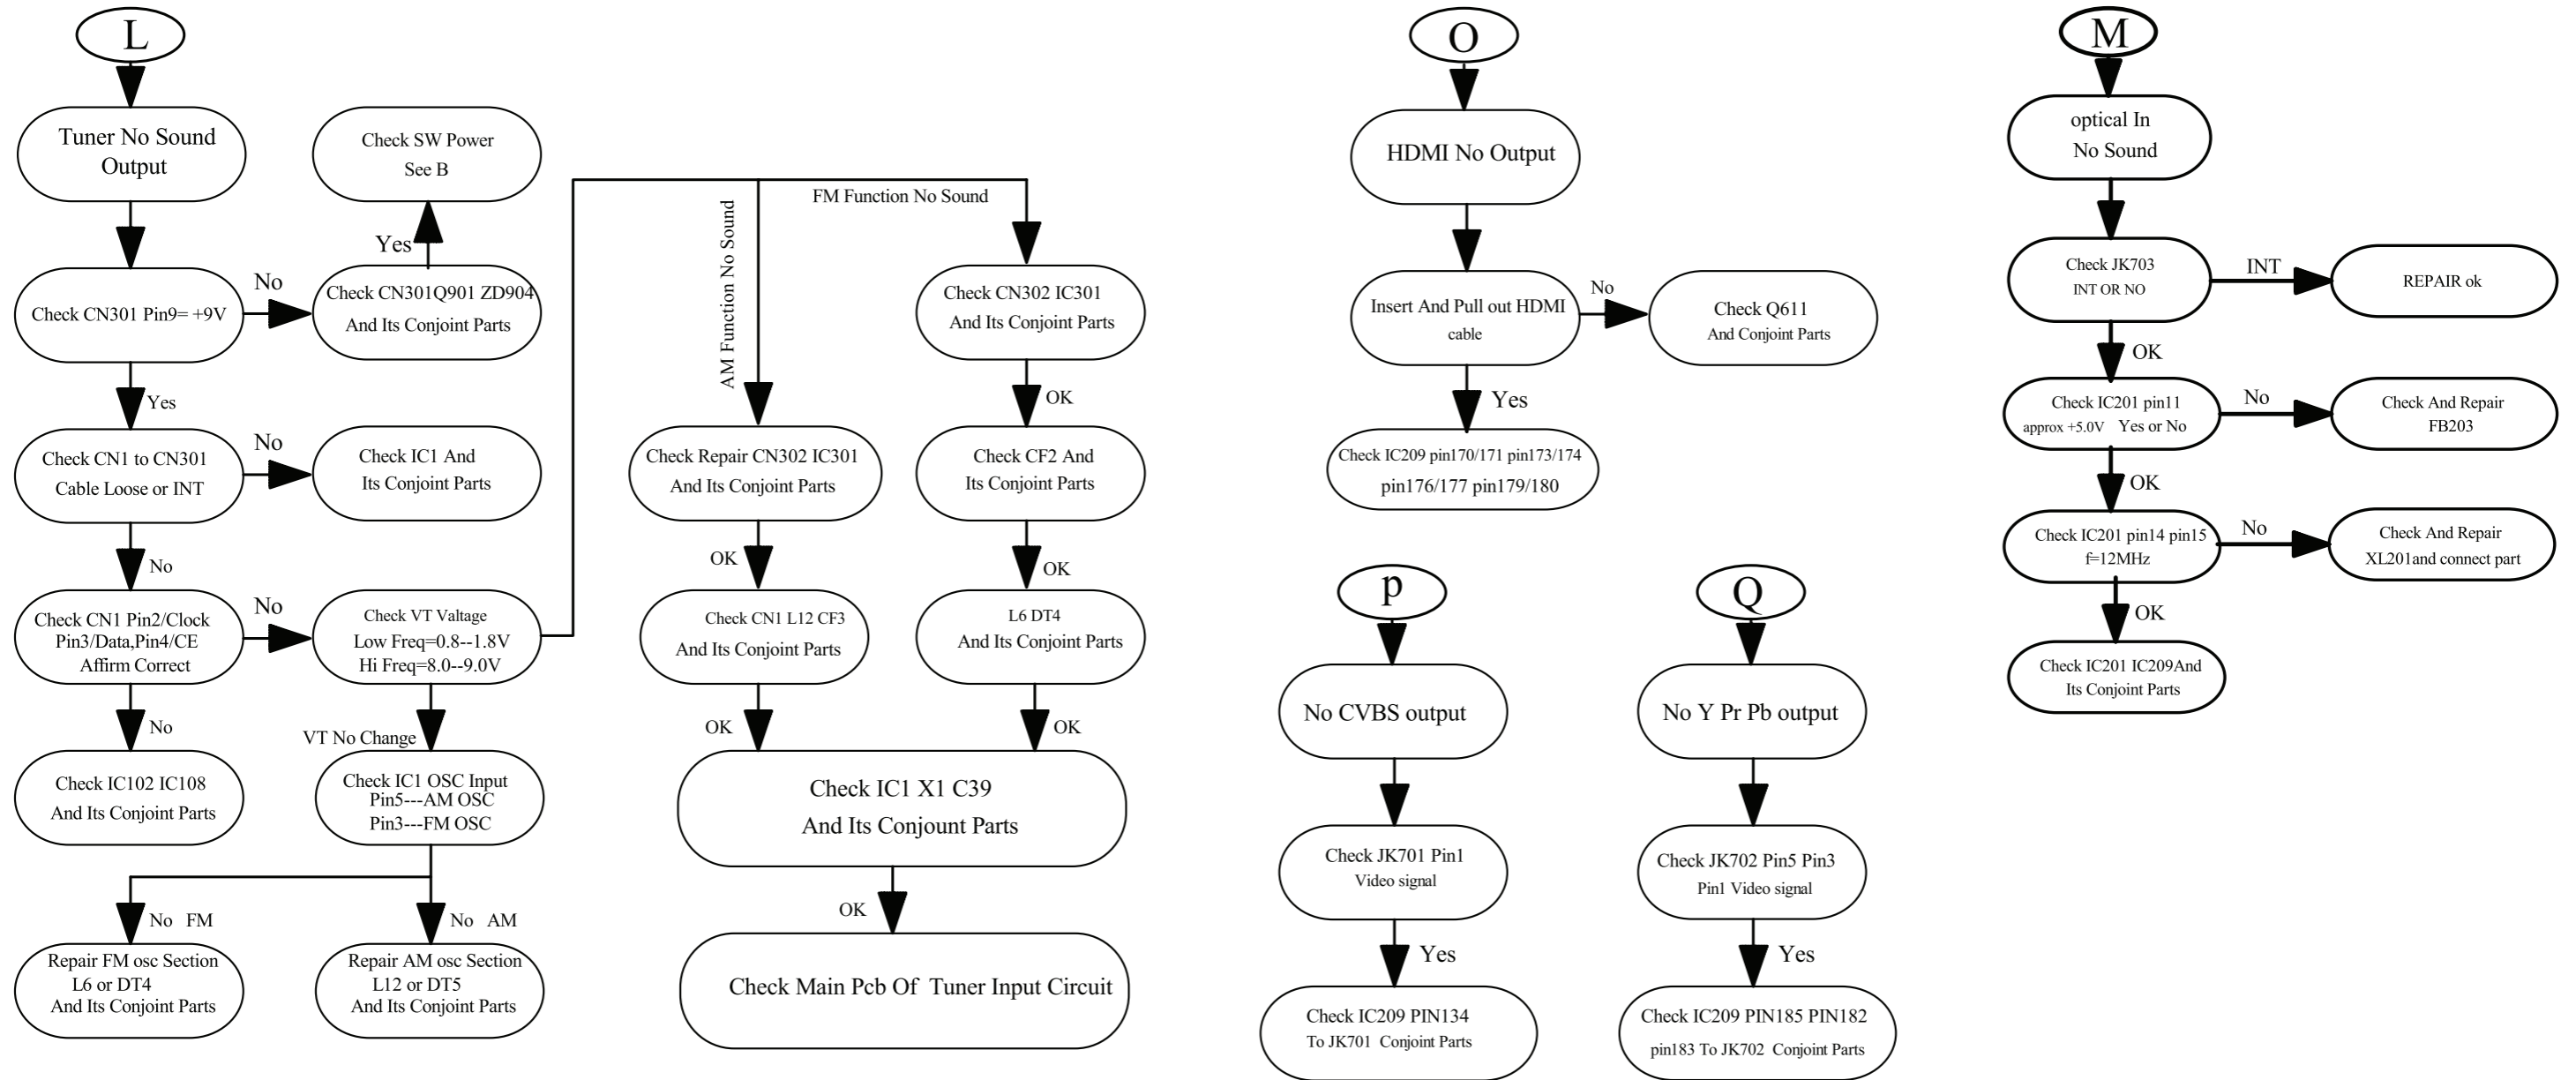 L
Tuner No Sound
Output
Check SW Power
See B
Yes
Check CN301 Pin9= +9V
No
Check CN301Q901 ZD904
And Its Conjoint Parts
Yes
Check CN1 to CN301
Cable Loose or INT
No
Check IC1 And
Its Conjoint Parts
No
Check CN1 Pin2/Clock
Pin3/Data,Pin4/CE
Affirm Correct
No
Check VT Valtage
Low Freq=0.8--1.8V
Hi Freq=8.0--9.0V
No
Check IC102 IC108
And Its Conjoint Parts
VT No Change
Check IC1 OSC Input
Pin5---AM OSC
Pin3---FM OSC
No FM
Repair FM osc Section
L6 or DT4
And Its Conjoint Parts
No AM
Repair AM osc Section
L12 or DT5
And Its Conjoint Parts
AM Function No Sound
FM Function No Sound
Check Repair CN302 IC301
And Its Conjoint Parts
OK
Check CN1 L12 CF3
And Its Conjoint Parts
OK
Check CN302 IC301
And Its Conjoint Parts
OK
Check CF2 And
Its Conjoint Parts
OK
L6 DT4
And Its Conjoint Parts
OK
Check IC1 X1 C39
And Its Conjount Parts
OK
Check Main Pcb Of Tuner Input Circuit
O
HDMI No Output
Insert And Pull out HDMI
cable
No
Check Q611
And Conjoint Parts
Yes
Check IC209 pin170/171 pin173/174
pin176/177 pin179/180
p
No CVBS output
Check JK701 Pin1
Video signal
Yes
Check IC209 PIN134
To JK701 Conjoint Parts
Q
No Y Pr Pb output
Check JK702 Pin5 Pin3
Pin1 Video signal
Yes
Check IC209 PIN185 PIN182
pin183 To JK702 Conjoint Parts
M
optical In
No Sound
Check JK703
INT OR NO
INT
REPAIR ok
OK
Check IC201 pin11
approx +5.0V Yes or No
No
Check And Repair
FB203
OK
Check IC201 pin14 pin15
f=12MHz
No
Check And Repair
XL201and connect part
OK
Check IC201 IC209And
Its Conjoint Parts